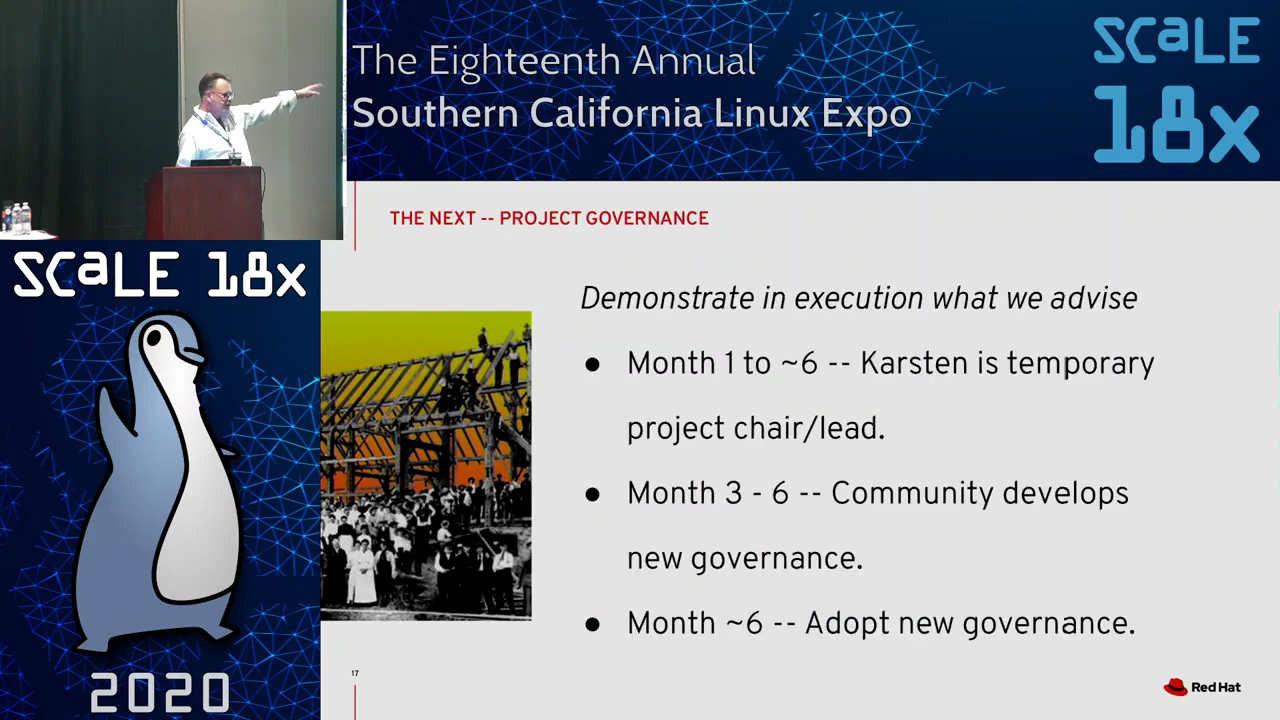 The Eighteenth Annual
Southern California Linux Expo
SCaLE
18x
THE NEXT -- PROJECT GOVERNANCE
SCaLE 18x
2020
Demonstrate in execution what we advise
● Month 1 to ~6 -- Karsten is temporary
project chair/lead.
● Month 3 - 6 -- Community develops
new governance.
● Month ~6 -- Adopt new governance.
17
Red Hat